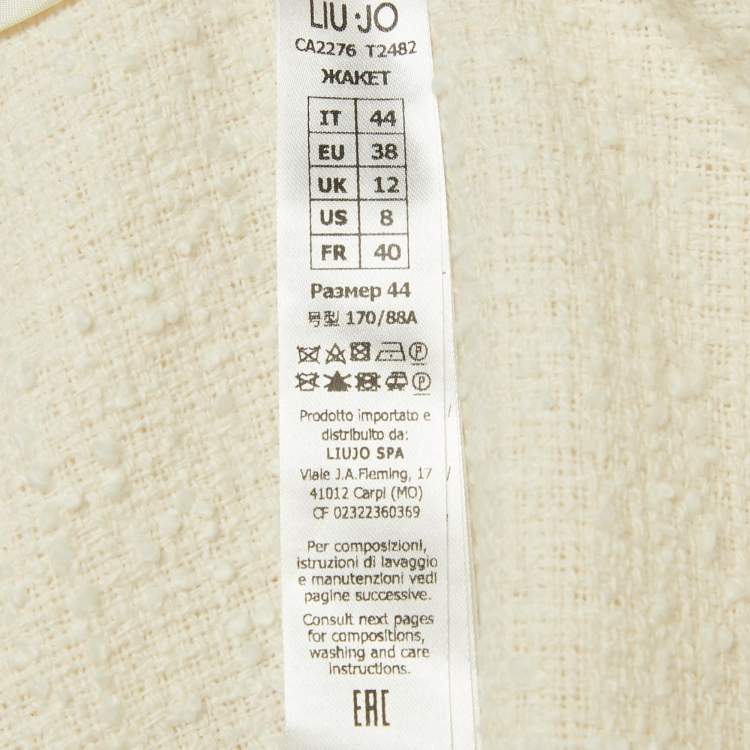 LIU·JO
CA2276 T2482
ЖАКЕТ
IT 44
EU 38
UK 12
US 8
FR 40
Размер 44
号型 170/88A
Prodotto importato e
distribuito da:
LIUJO SPA
Viale J.A.Fleming, 17
41012 Carpi (MO)
CF 02322360369
Per composizioni,
istruzioni di lavaggio
e manutenzioni vedi
pagine successive.
Consult next pages
for compositions,
washing and care
instructions.
EAC